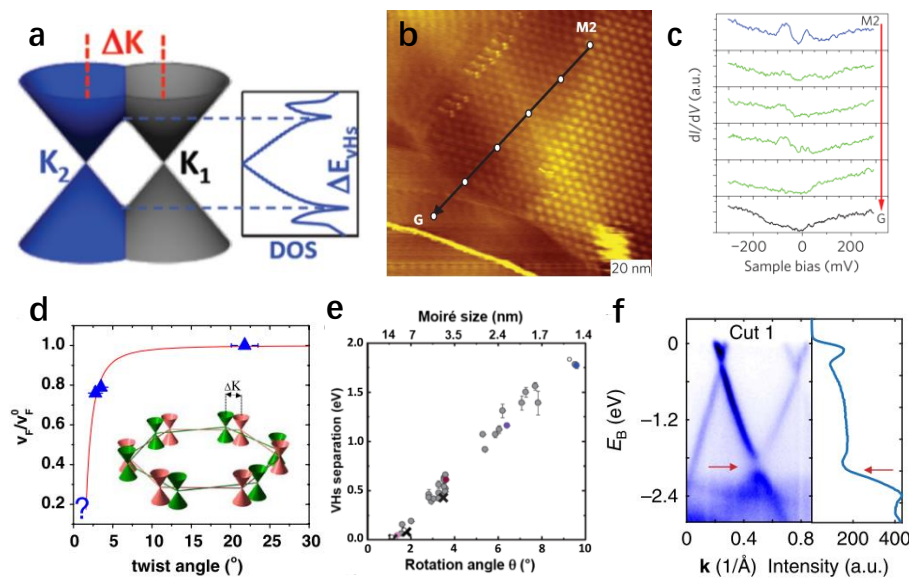 a
ΔK
K2
K1
ΔE_vHs
DOS
b
M2
G
20 nm
c
M2
dI/dV (a.u.)
G
−300 −200 0 200
Sample bias (mV)
d
1.0
0.8
0.6
0.4
0.2
vF/vF0
ΔK
?
0 5 10 15 20 25 30
twist angle (°)
e
Moiré size (nm)
14 7 3.5 2.4 1.7 1.4
2.0
1.5
1.0
0.5
0.0
VHs separation (eV)
0 2 4 6 8 10
Rotation angle θ (°)
f
Cut 1
0
−1.2
−2.4
EB (eV)
0 0.4 0.8 0 200 400
k (1/Å) Intensity (a.u.)